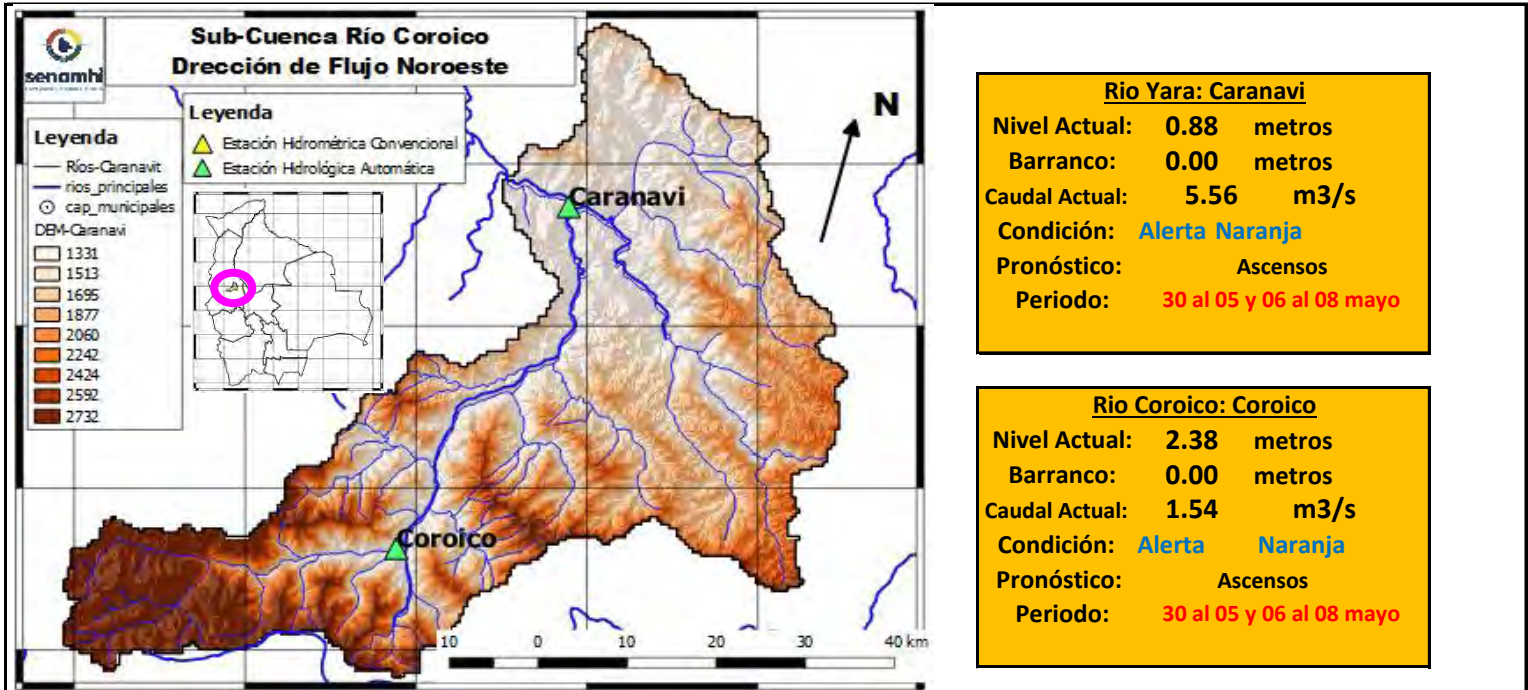 Sub-Cuenca Río Coroico
Drección de Flujo Noroeste
senamhi
Leyenda
Estación Hidrométrica Convencional
Estación Hidrológica Automática
Leyenda
Ríos-Caranavit
rios_principales
cap_municipales
DEM-Caranavi
1331
1513
1695
1877
2060
2242
2424
2592
2732
N
Caranavi
Coroico
10 0 10 20 30 40 km
Rio Yara: Caranavi
Nivel Actual: 0.88 metros
Barranco: 0.00 metros
Caudal Actual: 5.56 m3/s
Condición: Alerta Naranja
Pronóstico: Ascensos
Periodo: 30 al 05 y 06 al 08 mayo
Rio Coroico: Coroico
Nivel Actual: 2.38 metros
Barranco: 0.00 metros
Caudal Actual: 1.54 m3/s
Condición: Alerta Naranja
Pronóstico: Ascensos
Periodo: 30 al 05 y 06 al 08 mayo